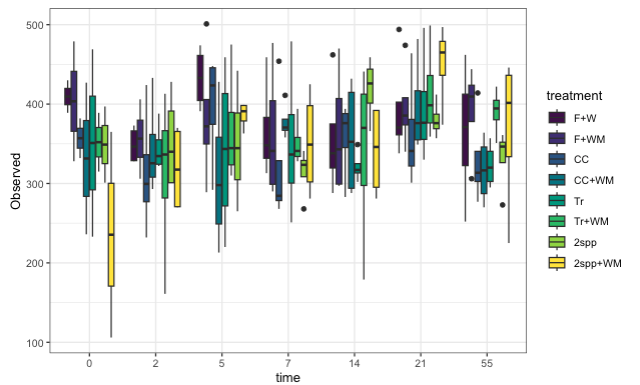 500
400
300
200
100
Observed
0 2 5 7 14 21 55
time
treatment
F+W
F+WM
CC
CC+WM
Tr
Tr+WM
2spp
2spp+WM